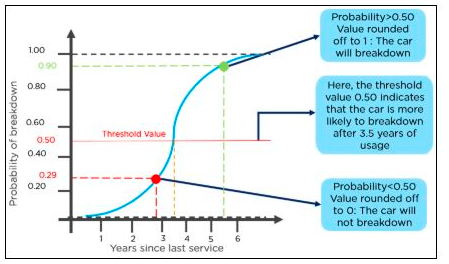 Probability>0.50
Value rounded
off to 1 : The car
will breakdown
1.00
0.90
0.80
Here, the threshold
value 0.50 indicates
that the car is more
likely to breakdown
after 3.5 years of
usage
0.60
Threshold Value
0.50
0.40
0.29
0.20
Probability<0.50
Value rounded off
to 0: The car will
not breakdown
Probability of breakdown
1 2 3 4 5 6
Years since last service